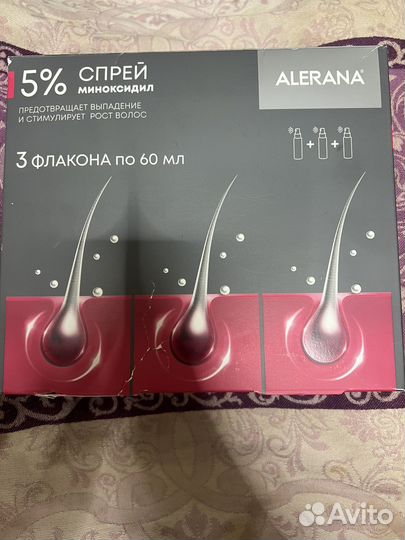 5% СПРЕЙ
МИНОКСИДИЛ
ALERANA®
ПРЕДОТВРАЩАЕТ ВЫПАДЕНИЕ
И СТИМУЛИРУЕТ РОСТ ВОЛОС
3 ФЛАКОНА по 60 мл
+ +
Avito